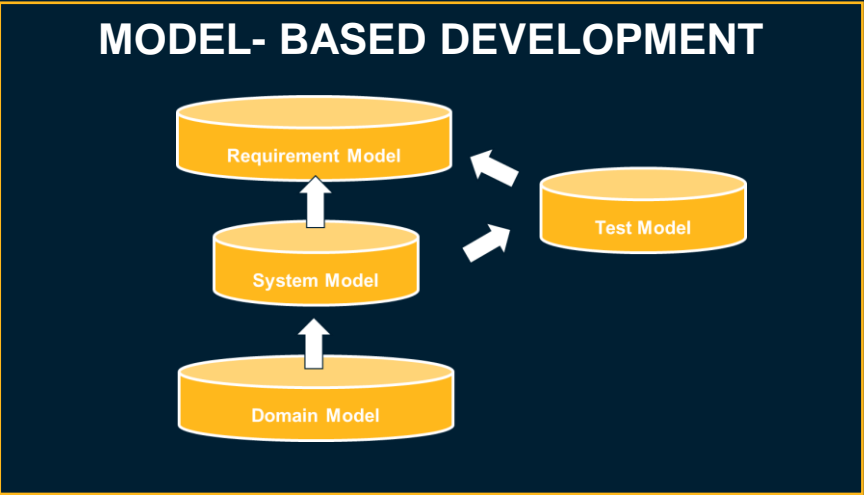 MODEL- BASED DEVELOPMENT
Requirement Model
Test Model
System Model
Domain Model